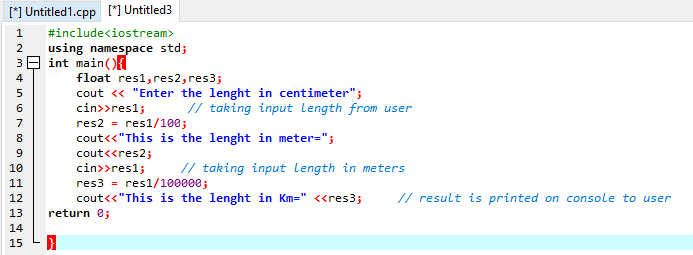 [*] Untitled1.cpp [*] Untitled3
1 #include<iostream>
2 using namespace std;
3 int main(){
4 float res1,res2,res3;
5 cout << "Enter the lenght in centimeter";
6 cin>>res1; // taking input length from user
7 res2 = res1/100;
8 cout<<"This is the lenght in meter=";
9 cout<<res2;
10 cin>>res1; // taking input length in meters
11 res3 = res1/100000;
12 cout<<"This is the lenght in Km=" <<res3; // result is printed on console to user
13 return 0;
14
15 }